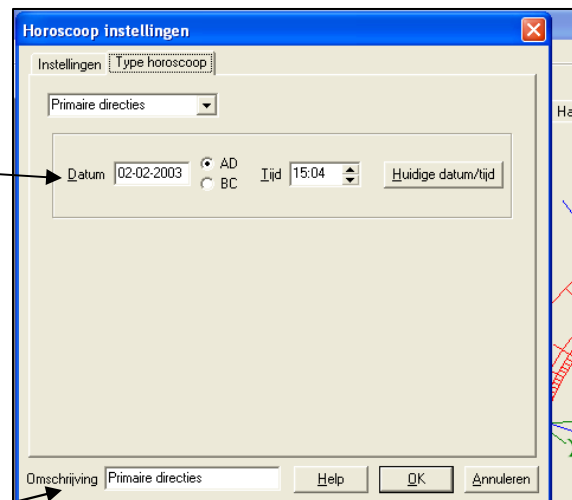 Horoscoop instellingen
Instellingen Type horoscoop
Primaire directies
Ha
Datum 02-02-2003 AD BC Tijd 15:04 Huidige datum/tijd
Omschrijving Primaire directies Help OK Annuleren